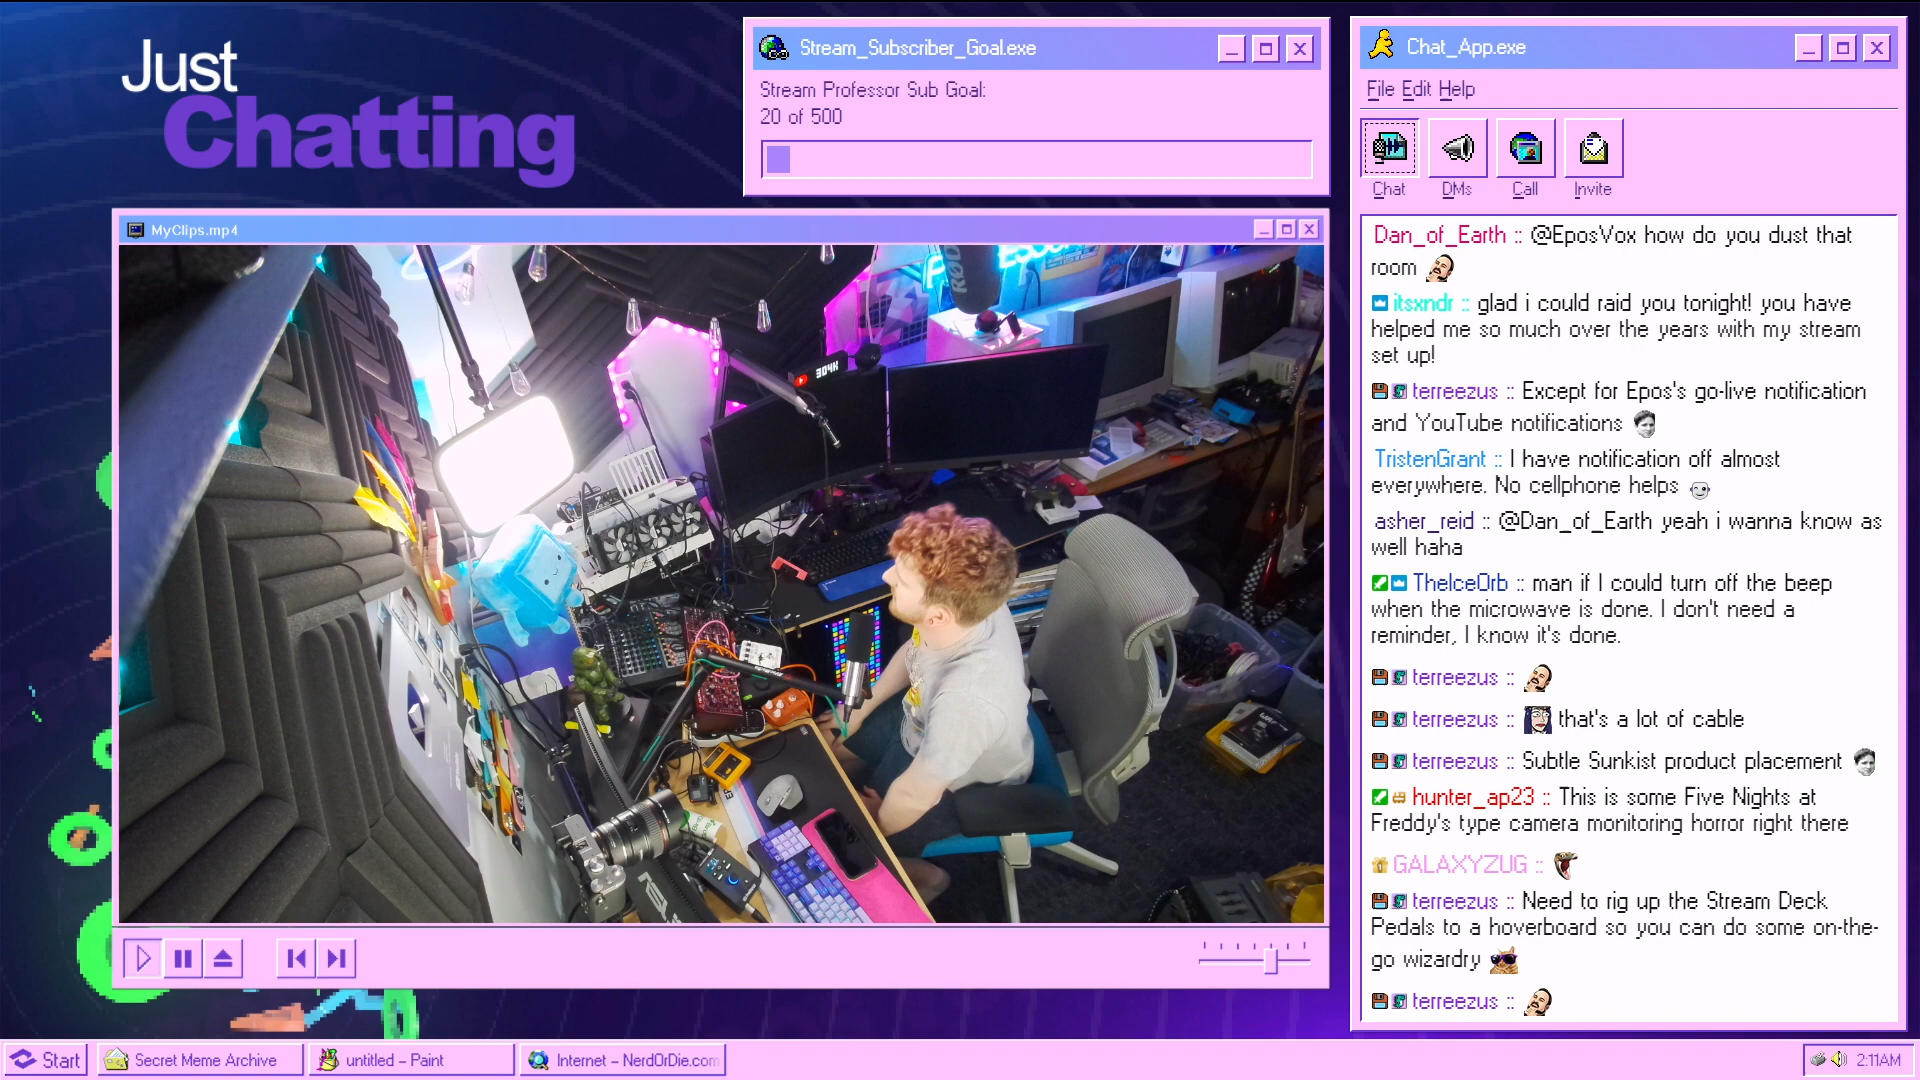 Just
Chatting
Stream_Subscriber_Goal.exe
Stream Professor Sub Goal:
20 of 500
MyClips.mp4
304K
RØDE
Chat_App.exe
File Edit Help
Chat DMs Call Invite
Dan_of_Earth :: @EposVox how do you dust that
room
itsxndr :: glad i could raid you tonight! you have
helped me so much over the years with my stream
set up!
terreezus :: Except for Epos's go-live notification
and YouTube notifications
TristenGrant :: I have notification off almost
everywhere. No cellphone helps
asher_reid :: @Dan_of_Earth yeah i wanna know as
well haha
TheIceOrb :: man if I could turn off the beep
when the microwave is done. I don't need a
reminder, I know it's done.
terreezus ::
terreezus :: that's a lot of cable
terreezus :: Subtle Sunkist product placement
hunter_ap23 :: This is some Five Nights at
Freddy's type camera monitoring horror right there
GALAXYZUG ::
terreezus :: Need to rig up the Stream Deck
Pedals to a hoverboard so you can do some on-the-
go wizardry
terreezus ::
Start
Secret Meme Archive
untitled – Paint
Internet – NerdOrDie.com
2:11AM